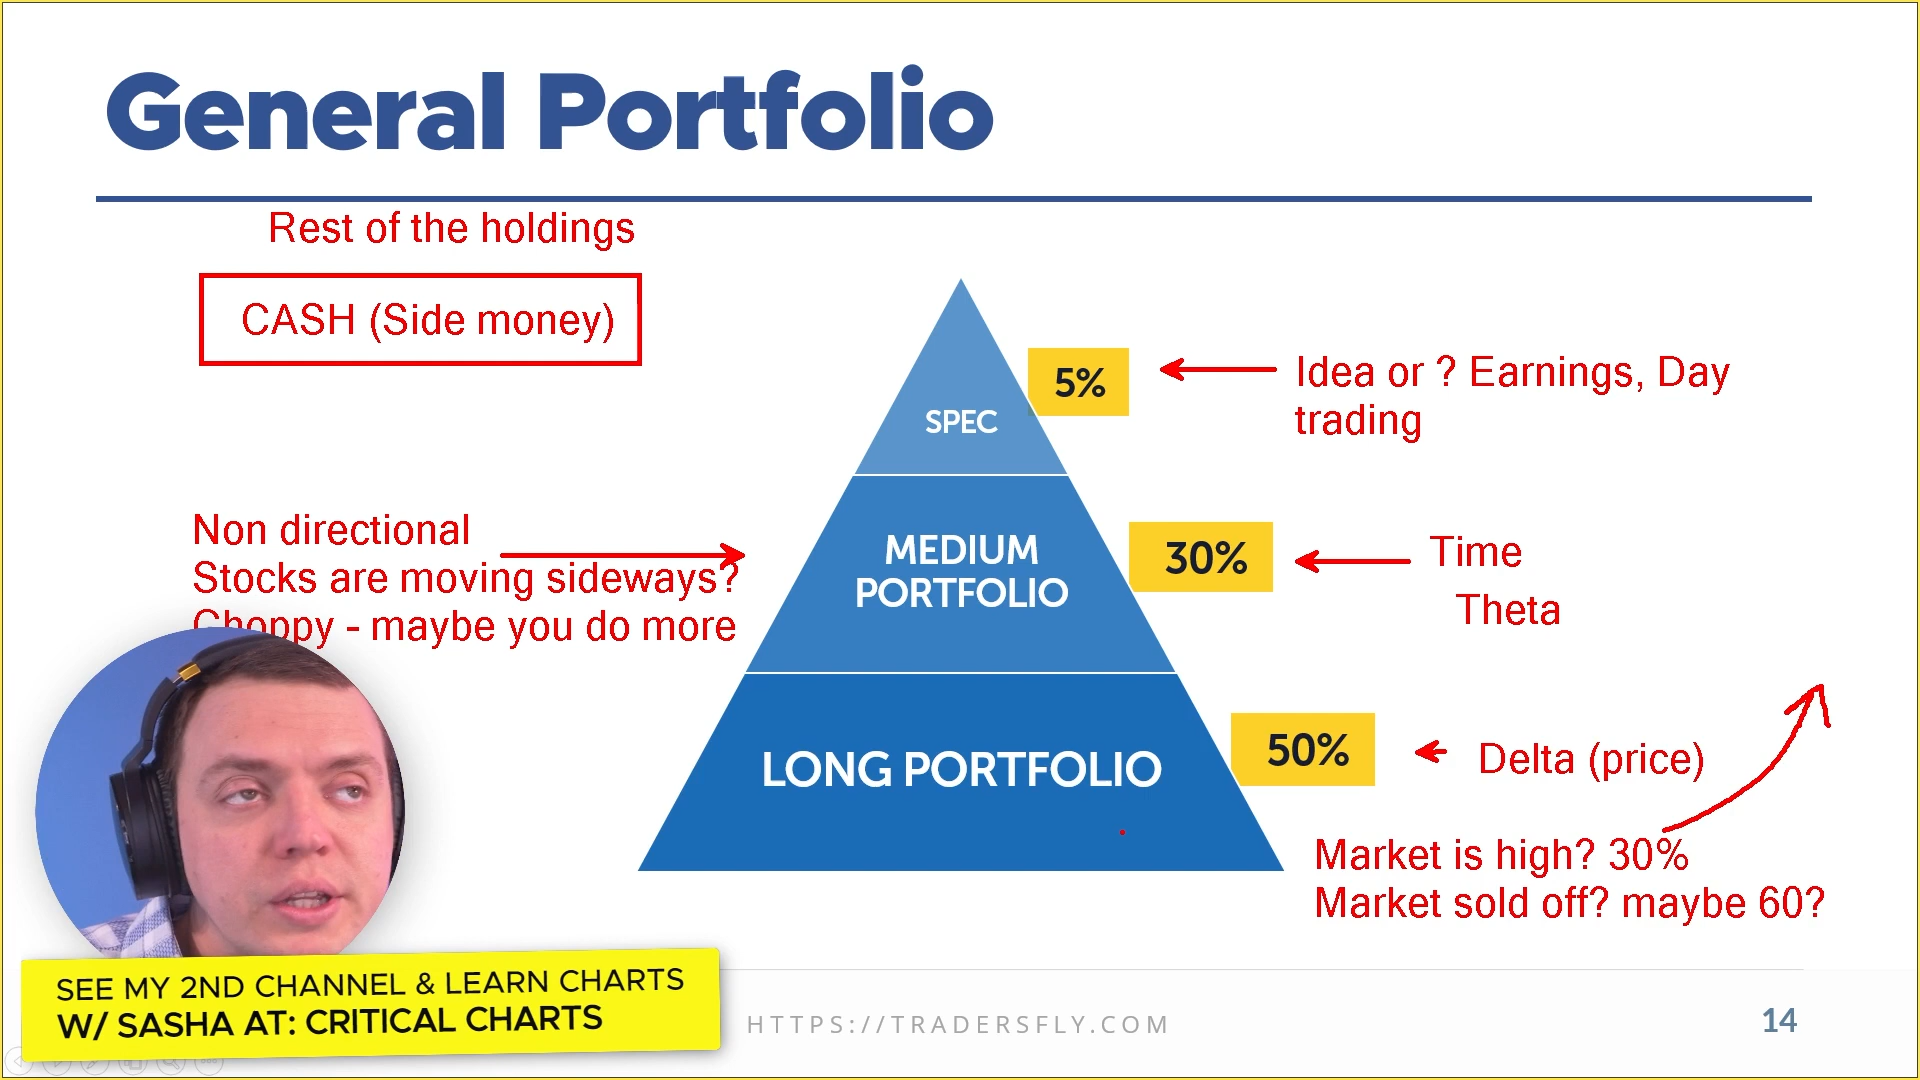 General Portfolio
Rest of the holdings
CASH (Side money)
5%
Idea or ? Earnings, Day
trading
SPEC
Non directional
Stocks are moving sideways?
Choppy - maybe you do more
MEDIUM
PORTFOLIO
30%
Time
Theta
LONG PORTFOLIO
50%
Delta (price)
Market is high? 30%
Market sold off? maybe 60?
SEE MY 2ND CHANNEL & LEARN CHARTS
W/ SASHA AT: CRITICAL CHARTS
HTTPS://TRADERSFLY.COM
14